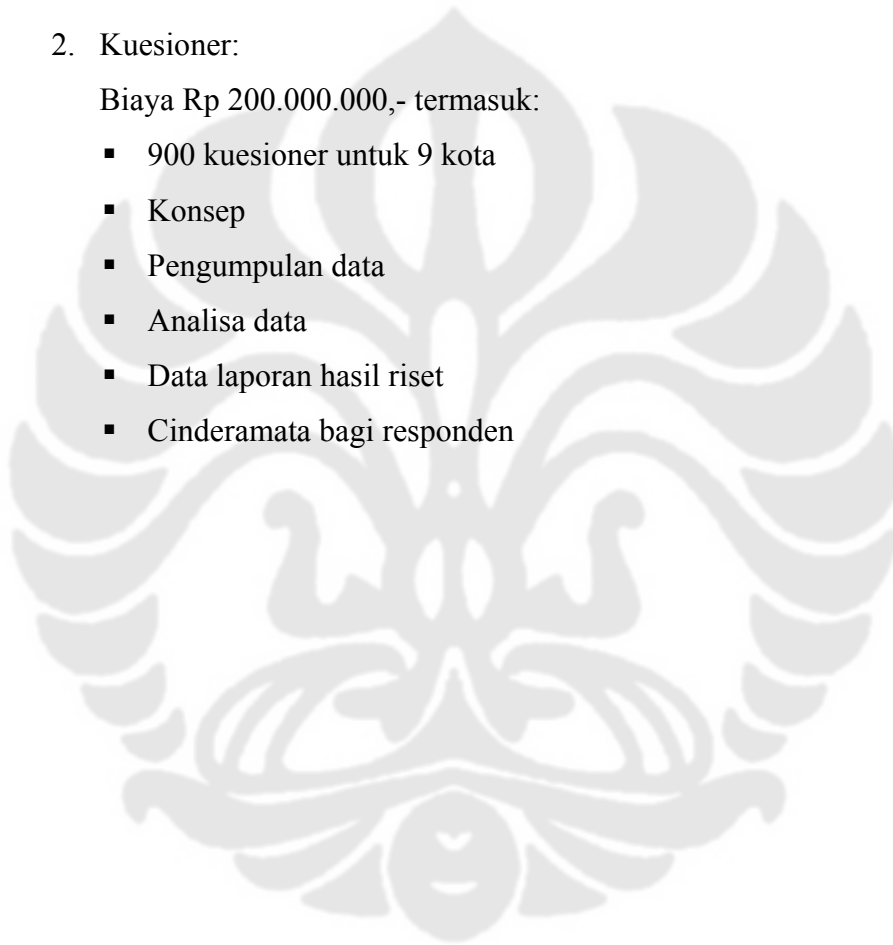 2. Kuesioner:
Biaya Rp 200.000.000,- termasuk:
▪ 900 kuesioner untuk 9 kota
▪ Konsep
▪ Pengumpulan data
▪ Analisa data
▪ Data laporan hasil riset
▪ Cinderamata bagi responden